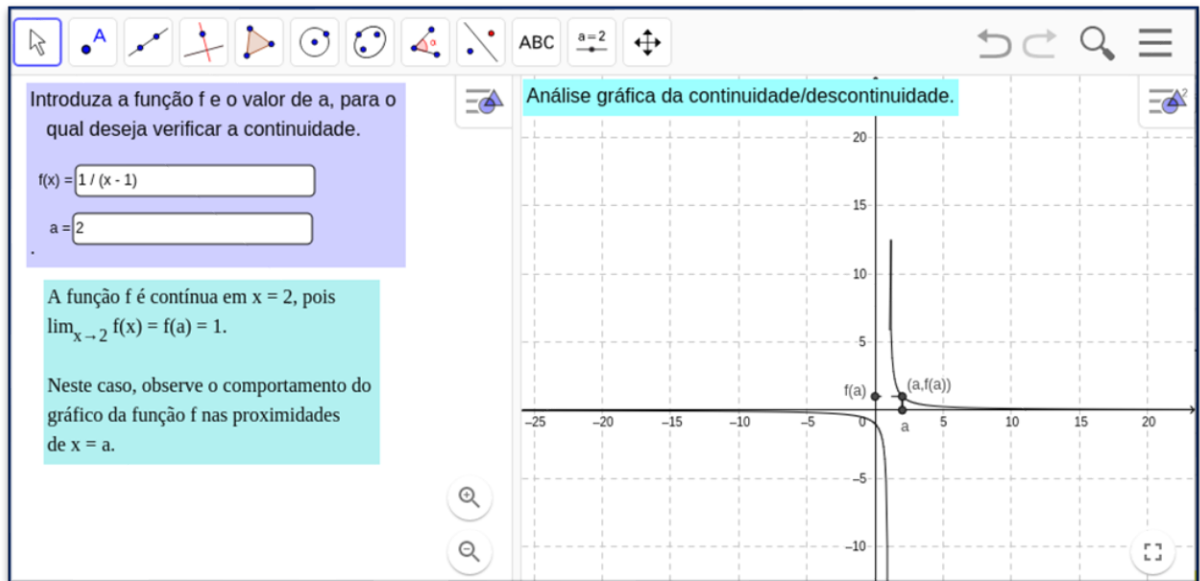 A
α
ABC
a=2
Introduza a função f e o valor de a, para o
qual deseja verificar a continuidade.
f(x) = 1 / (x - 1)
a = 2
.
A função f é contínua em x = 2, pois
lim x→2 f(x) = f(a) = 1.
Neste caso, observe o comportamento do
gráfico da função f nas proximidades
de x = a.
Análise gráfica da continuidade/descontinuidade.
2
20
15
10
5
f(a)
(a,f(a))
−25
−20
−15
−10
−5
0
a
5
10
15
20
−5
−10